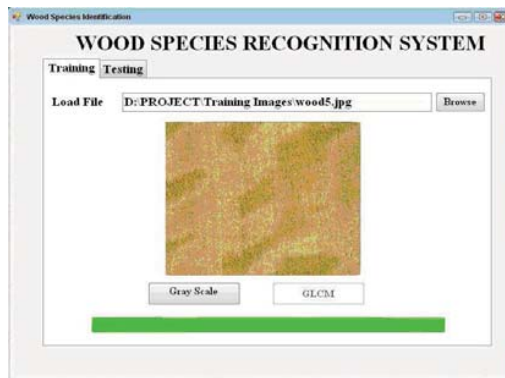 Wood Species Identification
WOOD SPECIES RECOGNITION SYSTEM
Training Testing
Load File D:\PROJECT\Training Images\wood5.jpg Browse
Gray Scale GLCM